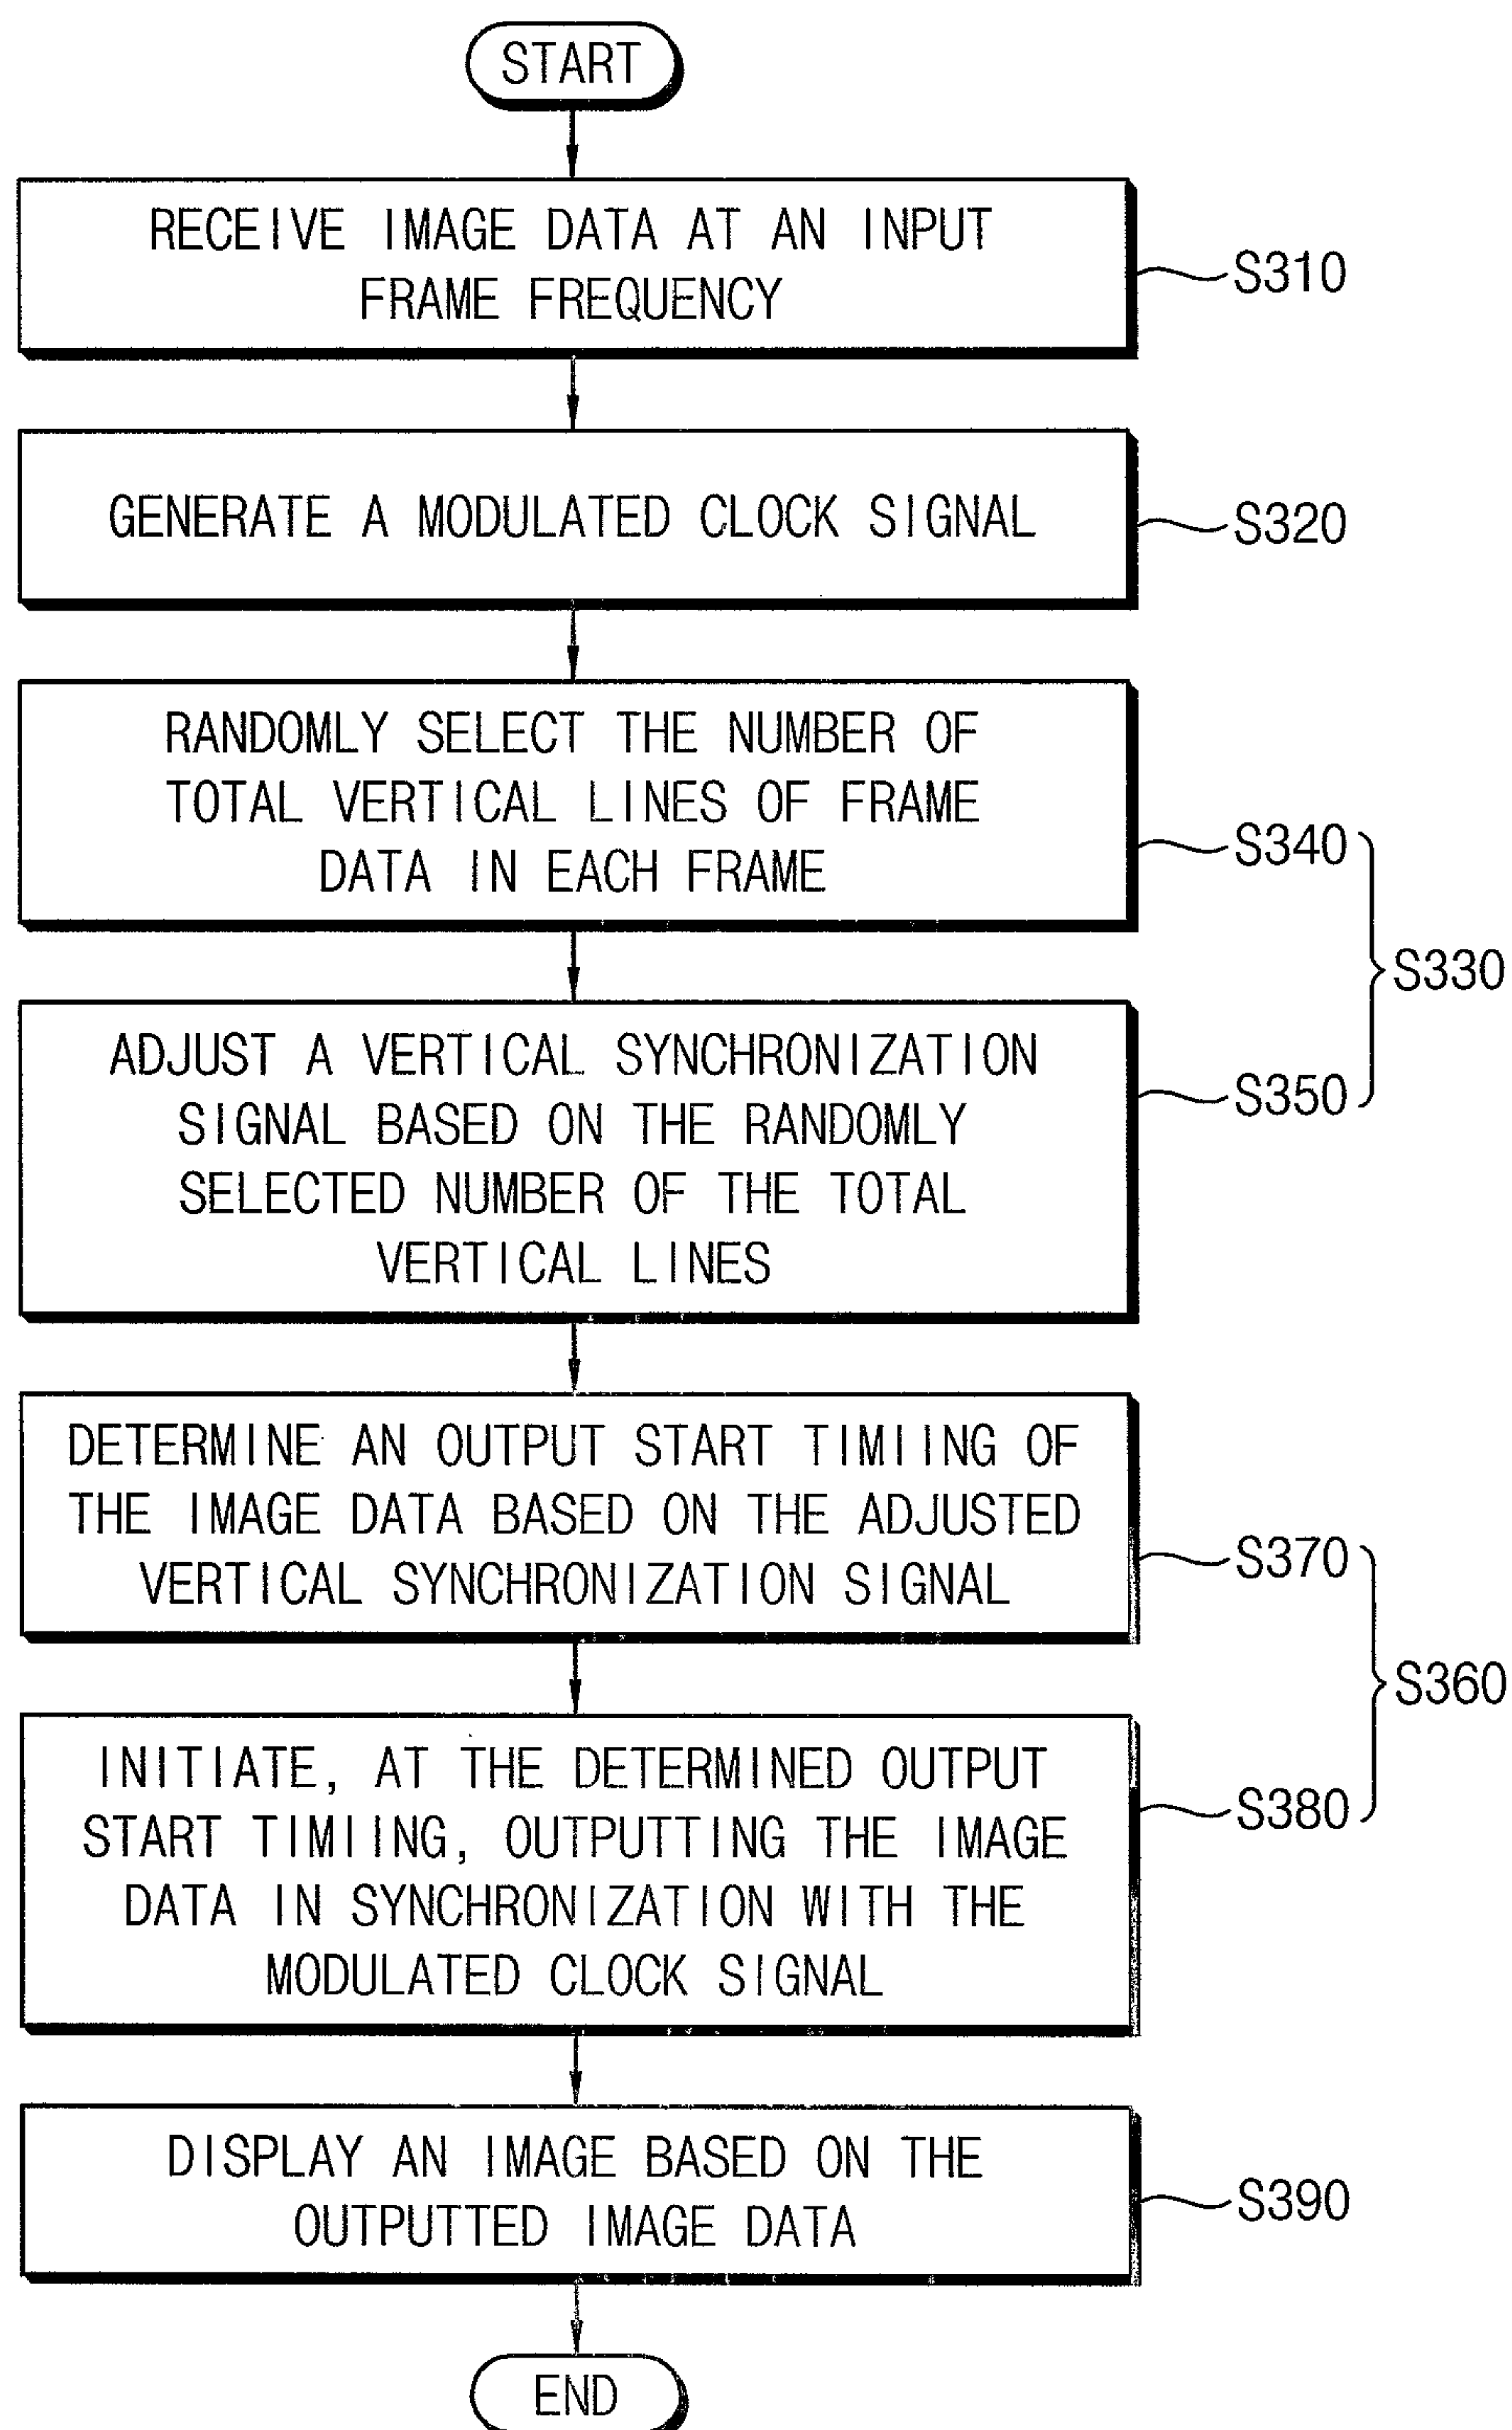 START
RECEIVE IMAGE DATA AT AN INPUT
FRAME FREQUENCY
S310
GENERATE A MODULATED CLOCK SIGNAL
S320
RANDOMLY SELECT THE NUMBER OF
TOTAL VERTICAL LINES OF FRAME
DATA IN EACH FRAME
S340
S330
ADJUST A VERTICAL SYNCHRONIZATION
SIGNAL BASED ON THE RANDOMLY
SELECTED NUMBER OF THE TOTAL
VERTICAL LINES
S350
DETERMINE AN OUTPUT START TIMIING OF
THE IMAGE DATA BASED ON THE ADJUSTED
VERTICAL SYNCHRONIZATION SIGNAL
S370
S360
INITIATE, AT THE DETERMINED OUTPUT
START TIMIING, OUTPUTTING THE IMAGE
DATA IN SYNCHRONIZATION WITH THE
MODULATED CLOCK SIGNAL
S380
DISPLAY AN IMAGE BASED ON THE
OUTPUTTED IMAGE DATA
S390
END